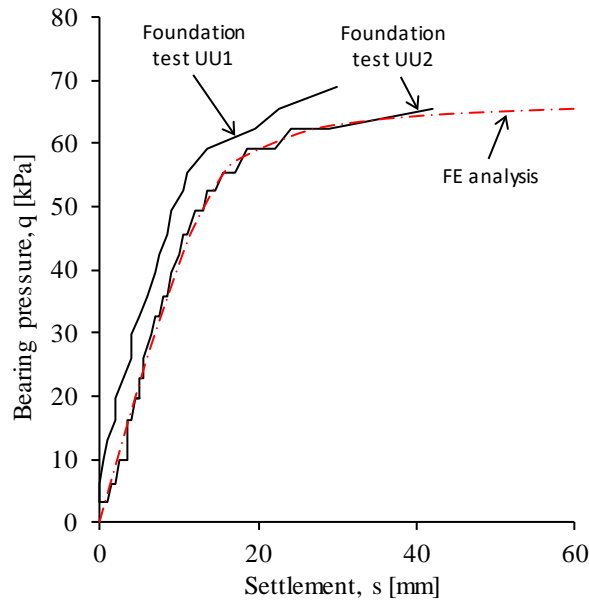 80
70
60
50
40
30
20
10
0
Bearing pressure, q [kPa]
Foundation
test UU1
Foundation
test UU2
FE analysis
0
20
40
60
Settlement, s [mm]